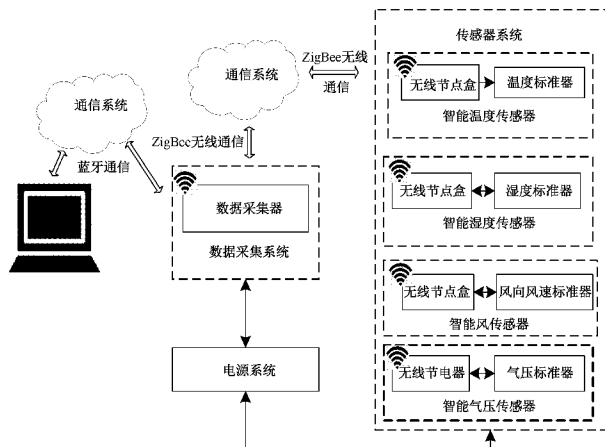 传感器系统
ZigBee无线
通信
通信系统
无线节点盒
温度标准器
智能温度传感器
通信系统
ZigBcc无线通信
蓝牙通信
数据采集器
数据采集系统
无线节点盒
湿度标准器
智能湿度传感器
无线节点盒
风向风速标准器
智能风传感器
电源系统
无线节电器
气压标准器
智能气压传感器